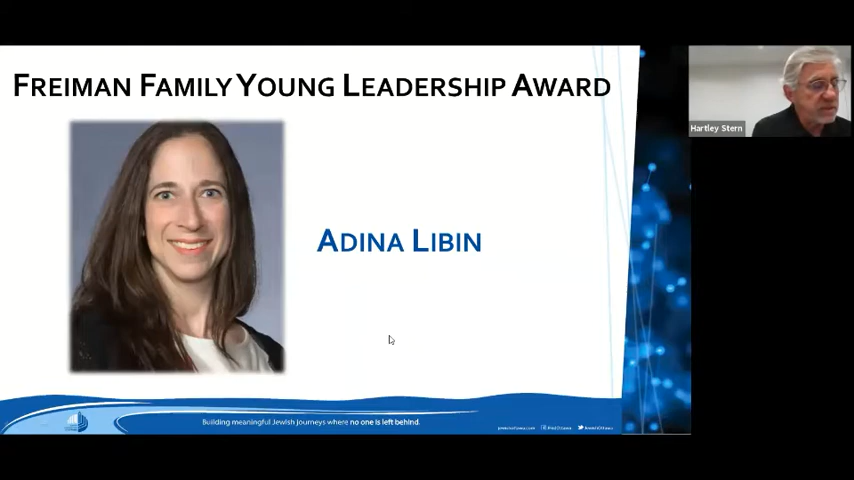 FREIMAN FAMILY YOUNG LEADERSHIP AWARD
Hartley Stern
ADINA LIBIN
Building meaningful Jewish journeys where no one is left behind.